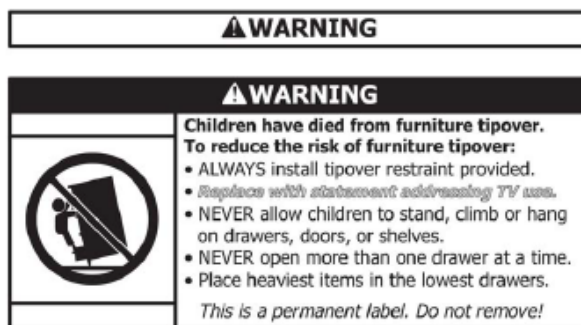 ⚠WARNING
⚠WARNING
Children have died from furniture tipover.
To reduce the risk of furniture tipover:
• ALWAYS install tipover restraint provided.
• Replace with statement addressing TV use.
• NEVER allow children to stand, climb or hang
on drawers, doors, or shelves.
• NEVER open more than one drawer at a time.
• Place heaviest items in the lowest drawers.
This is a permanent label. Do not remove!